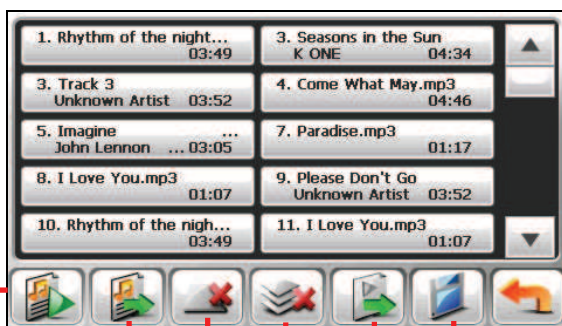 1. Rhythm of the night...
03:49
3. Seasons in the Sun
K ONE 04:34
3. Track 3
Unknown Artist 03:52
4. Come What May.mp3
04:46
5. Imagine ...
John Lennon ... 03:05
7. Paradise.mp3
01:17
8. I Love You.mp3
01:07
9. Please Don't Go
Unknown Artist 03:52
10. Rhythm of the nigh...
03:49
11. I Love You.mp3
01:07